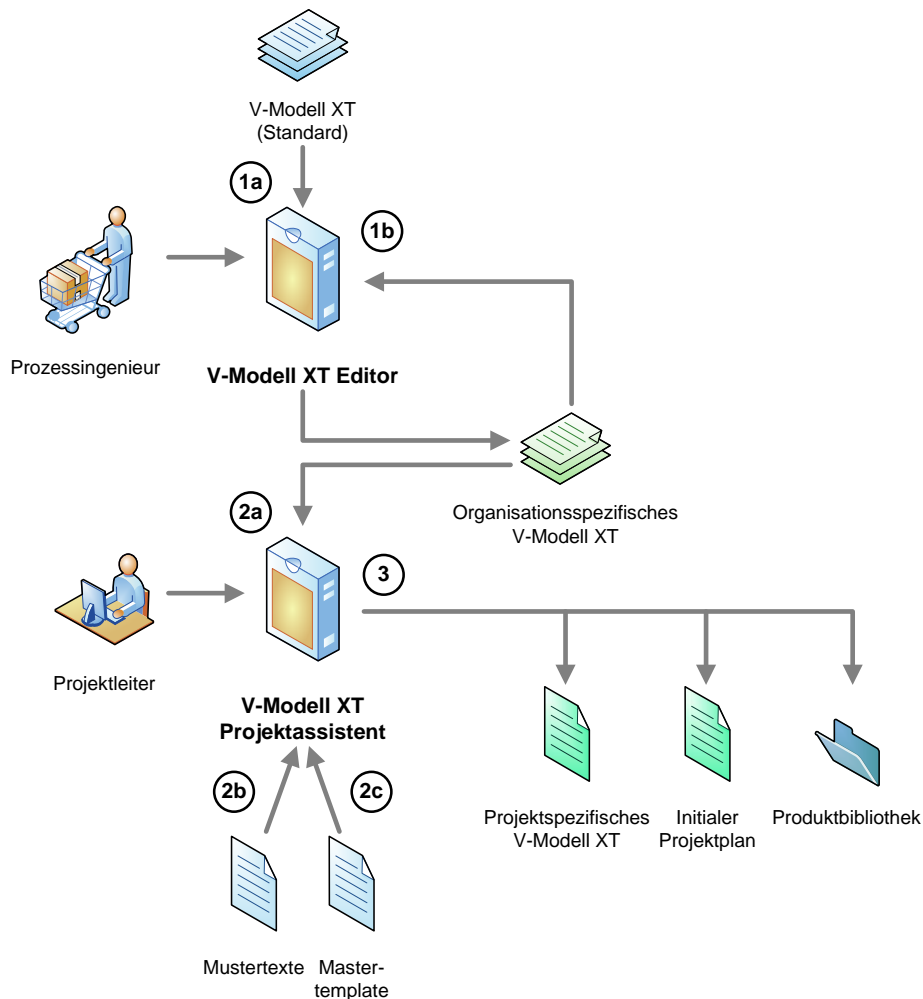 V-Modell XT
(Standard)
1a
1b
Prozessingenieur
V-Modell XT Editor
2a
Organisationsspezifisches
V-Modell XT
3
Projektleiter
V-Modell XT
Projektassistent
2b
2c
Projektspezifisches
V-Modell XT
Initialer
Projektplan
Produktbibliothek
Mustertexte
Master-
template